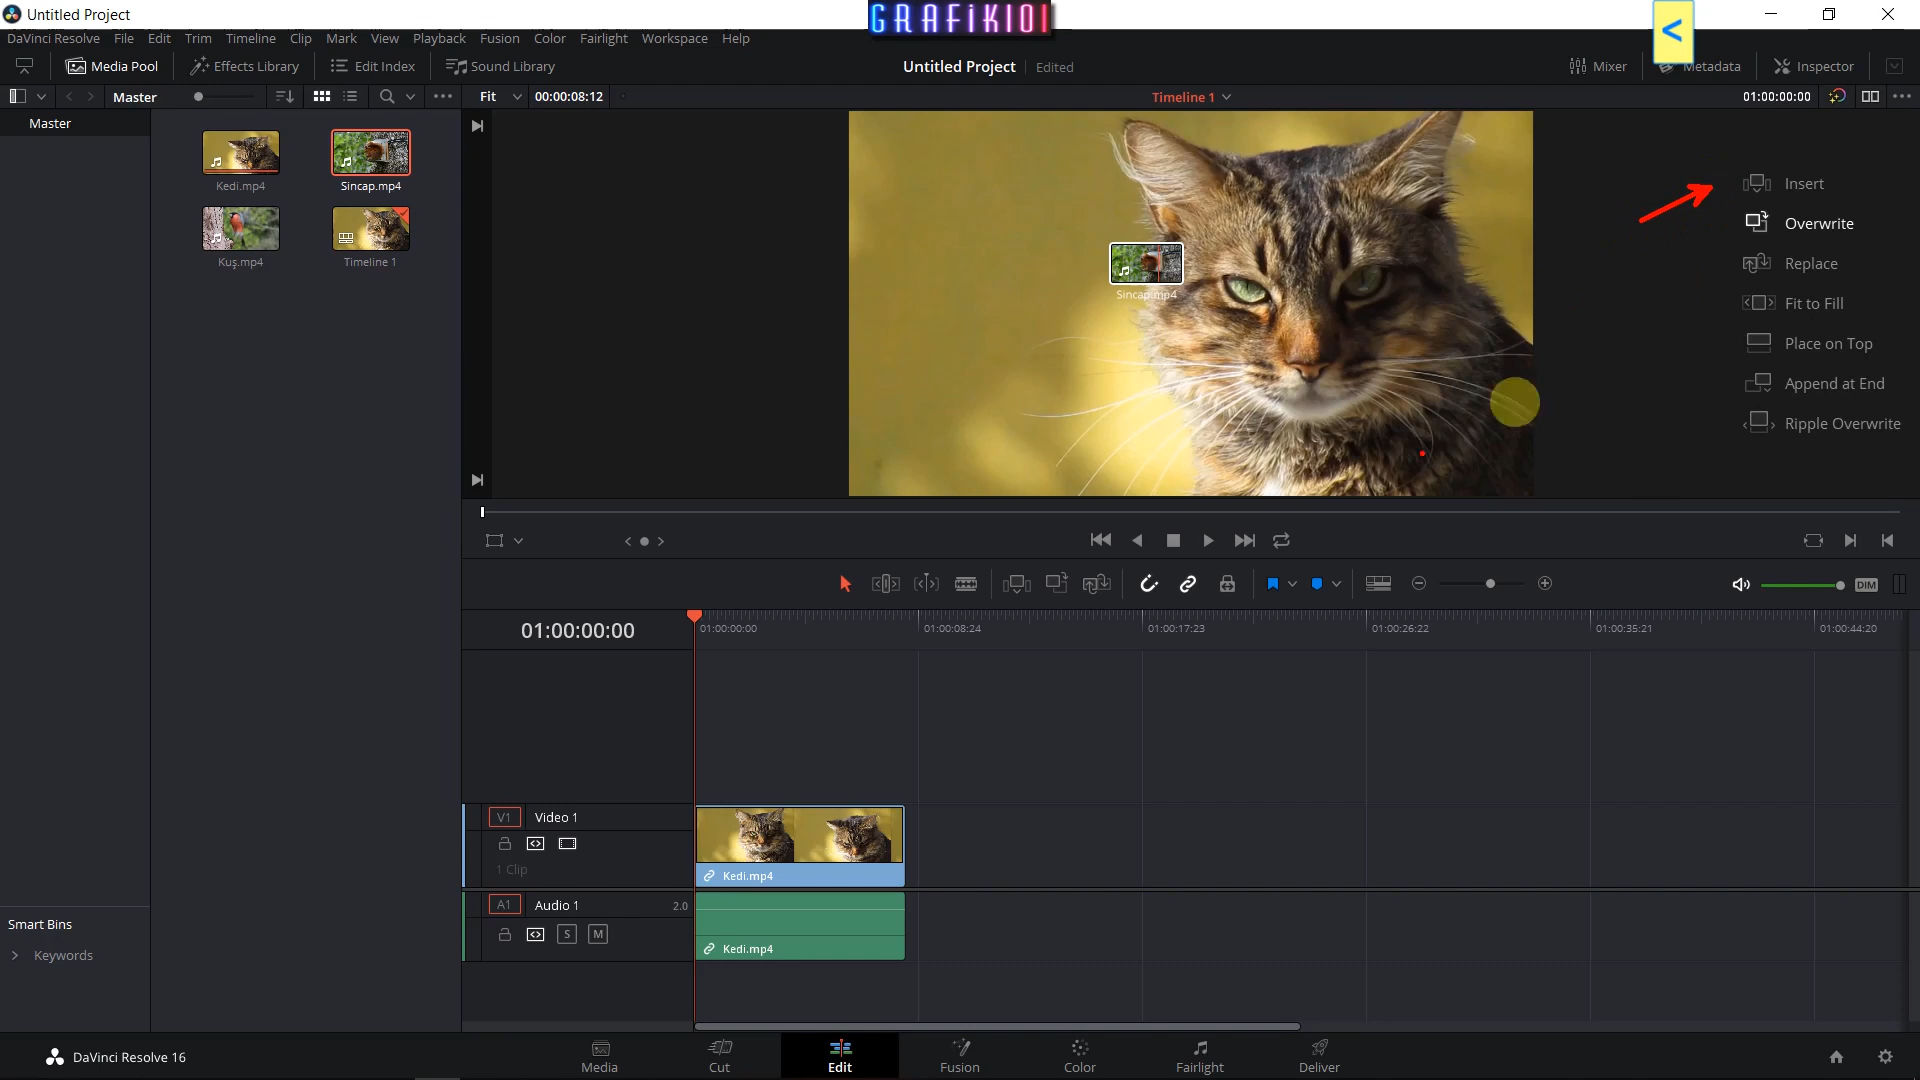 Untitled Project
GRAFiK101
<
DaVinci Resolve File Edit Trim Timeline Clip Mark View Playback Fusion Color Fairlight Workspace Help
Media Pool Effects Library Edit Index Sound Library Untitled Project Edited Mixer Metadata Inspector
Master Fit 00:00:08:12 Timeline 1 01:00:00:00
Master
Kedi.mp4 Sincap.mp4
Kuş.mp4 Timeline 1
Sincap.mp4
Insert
Overwrite
Replace
Fit to Fill
Place on Top
Append at End
Ripple Overwrite
DIM
01:00:00:00 01:00:00:00 01:00:08:24 01:00:17:23 01:00:26:22 01:00:35:21 01:00:44:20
V1 Video 1
1 Clip
Kedi.mp4
A1 Audio 1 2.0
S M
Kedi.mp4
Smart Bins
Keywords
DaVinci Resolve 16
Media Cut Edit Fusion Color Fairlight Deliver